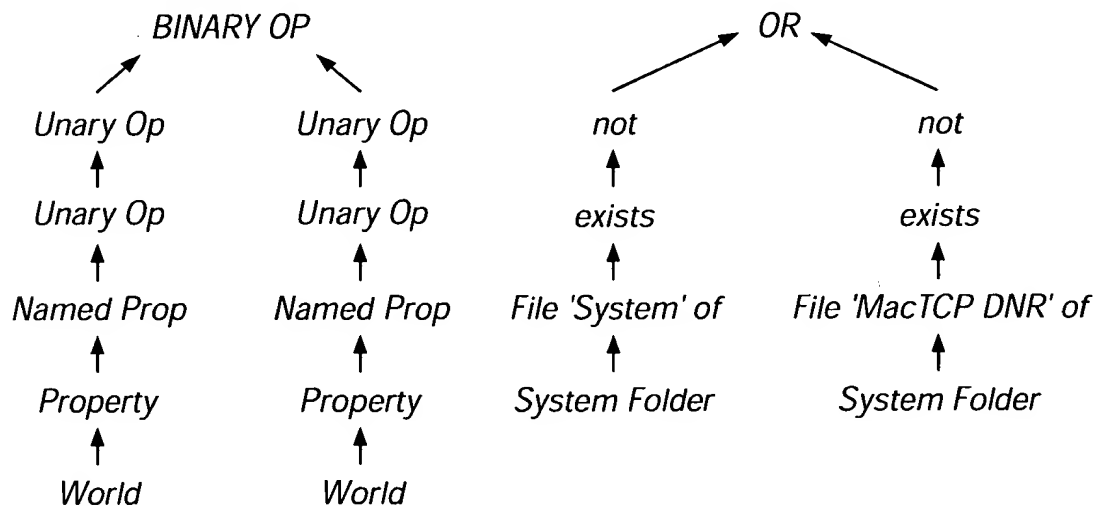 BINARY OP
OR
Unary Op
Unary Op
not
not
Unary Op
Unary Op
exists
exists
Named Prop
Named Prop
File 'System' of
File 'MacTCP DNR' of
Property
Property
System Folder
System Folder
World
World